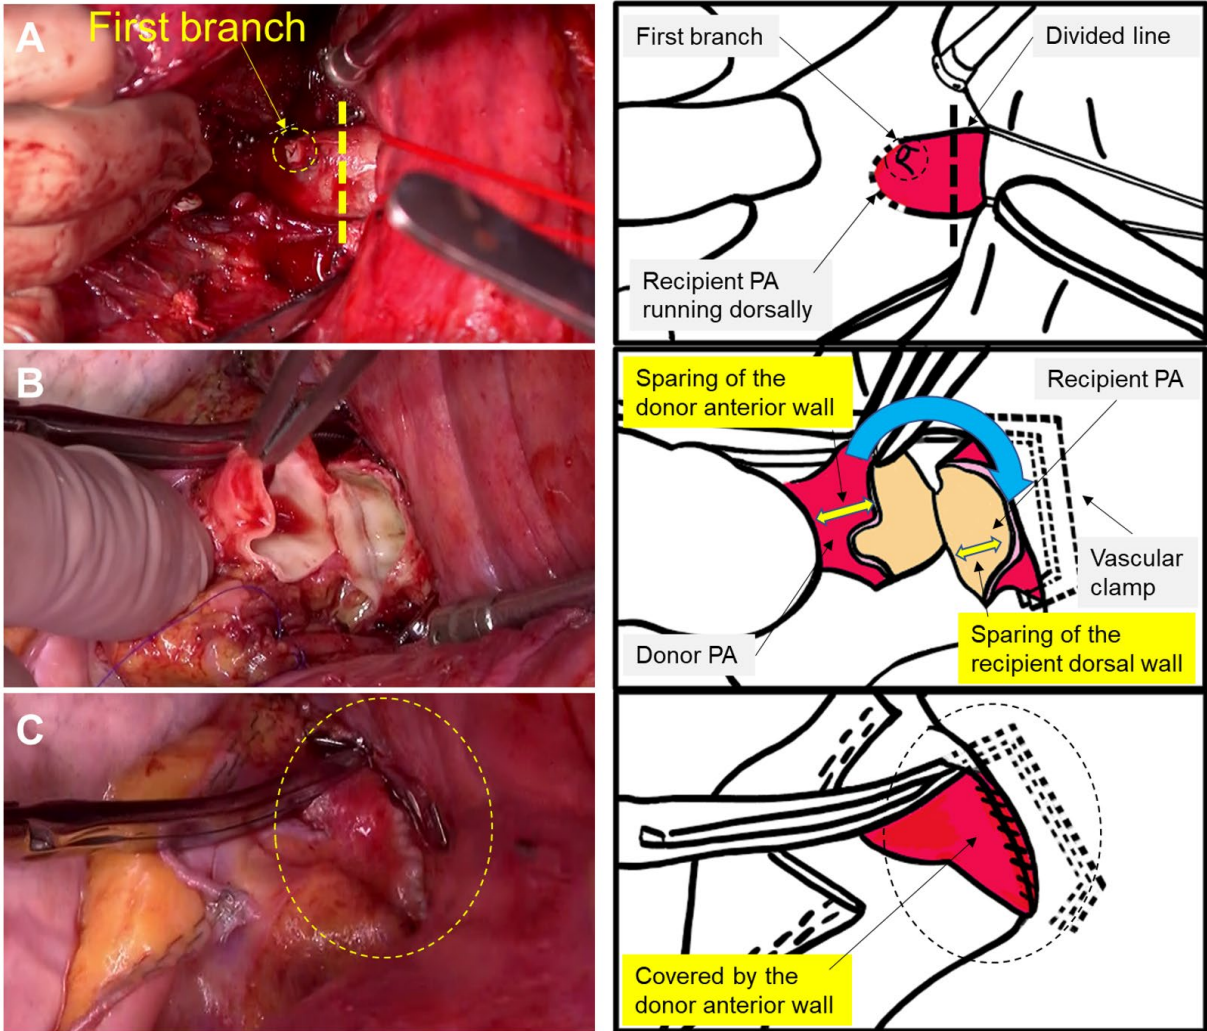 A
First branch
First branch
Divided line
Recipient PA
running dorsally
B
Sparing of the
donor anterior wall
Recipient PA
Vascular
clamp
Donor PA
Sparing of the
recipient dorsal wall
C
Covered by the
donor anterior wall